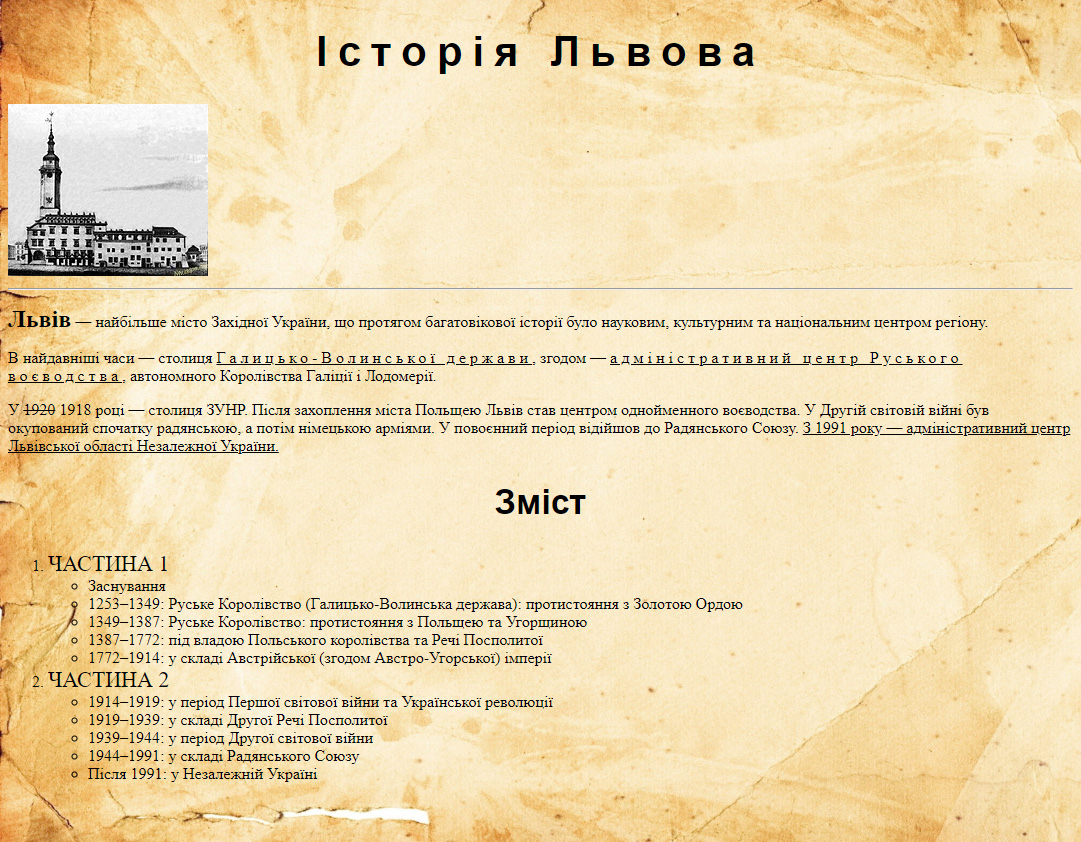 Історія Львова
Львів — найбільше місто Західної України, що протягом багатовікової історії було науковим, культурним та національним центром регіону.
В найдавніші часи — столиця Галицько-Волинської держави, згодом — адміністративний центр Руського
воєводства, автономного Королівства Галіції і Лодомерії.
У 1920 1918 році — столиця ЗУНР. Після захоплення міста Польщею Львів став центром однойменного воєводства. У Другій світовій війні був
окупований спочатку радянською, а потім німецькою арміями. У повоєнний період відійшов до Радянського Союзу. З 1991 року — адміністративний центр
Львівської області Незалежної України.
Зміст
1. ЧАСТИНА 1
Заснування
1253–1349: Руське Королівство (Галицько-Волинська держава): протистояння з Золотою Ордою
1349–1387: Руське Королівство: протистояння з Польщею та Угорщиною
1387–1772: під владою Польського королівства та Речі Посполитої
1772–1914: у складі Австрійської (згодом Австро-Угорської) імперії
2. ЧАСТИНА 2
1914–1919: у період Першої світової війни та Української революції
1919–1939: у складі Другої Речі Посполитої
1939–1944: у період Другої світової війни
1944–1991: у складі Радянського Союзу
Після 1991: у Незалежній Україні